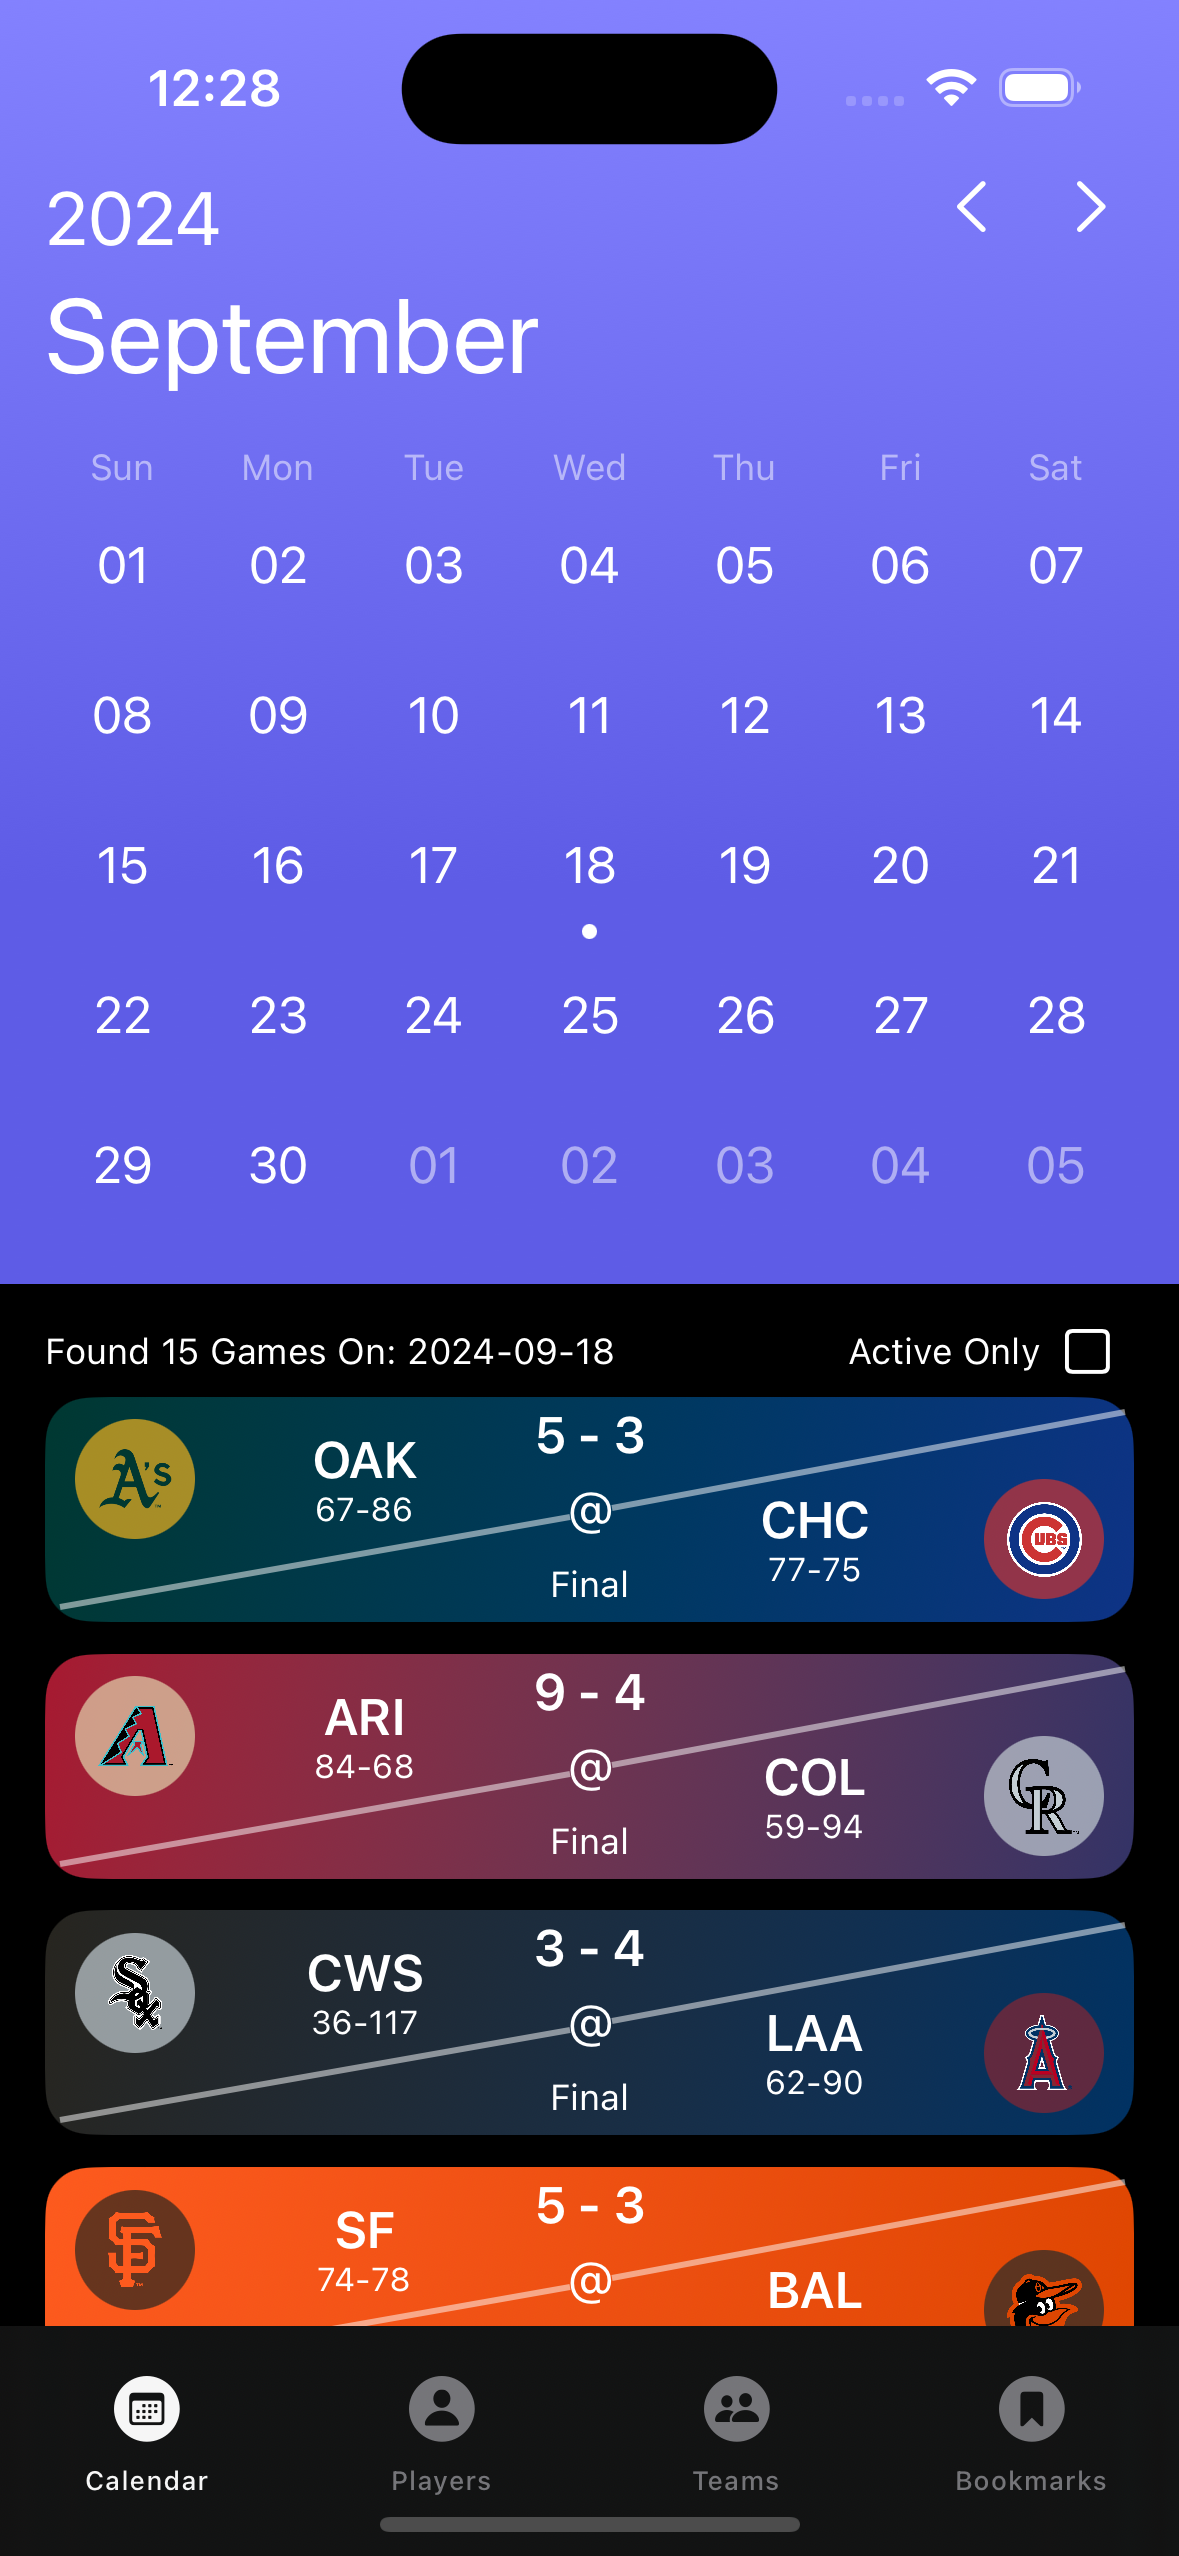 12:28
2024
September
Sun Mon Tue Wed Thu Fri Sat
01 02 03 04 05 06 07
08 09 10 11 12 13 14
15 16 17 18 19 20 21
22 23 24 25 26 27 28
29 30 01 02 03 04 05
Found 15 Games On: 2024-09-18 Active Only
A's
OAK
67-86
5 - 3
@
Final
CHC
77-75
CUBS
A
ARI
84-68
9 - 4
@
Final
COL
59-94
CR
Sox
CWS
36-117
3 - 4
@
Final
LAA
62-90
A
SF
SF
74-78
5 - 3
@
BAL
Calendar Players Teams Bookmarks